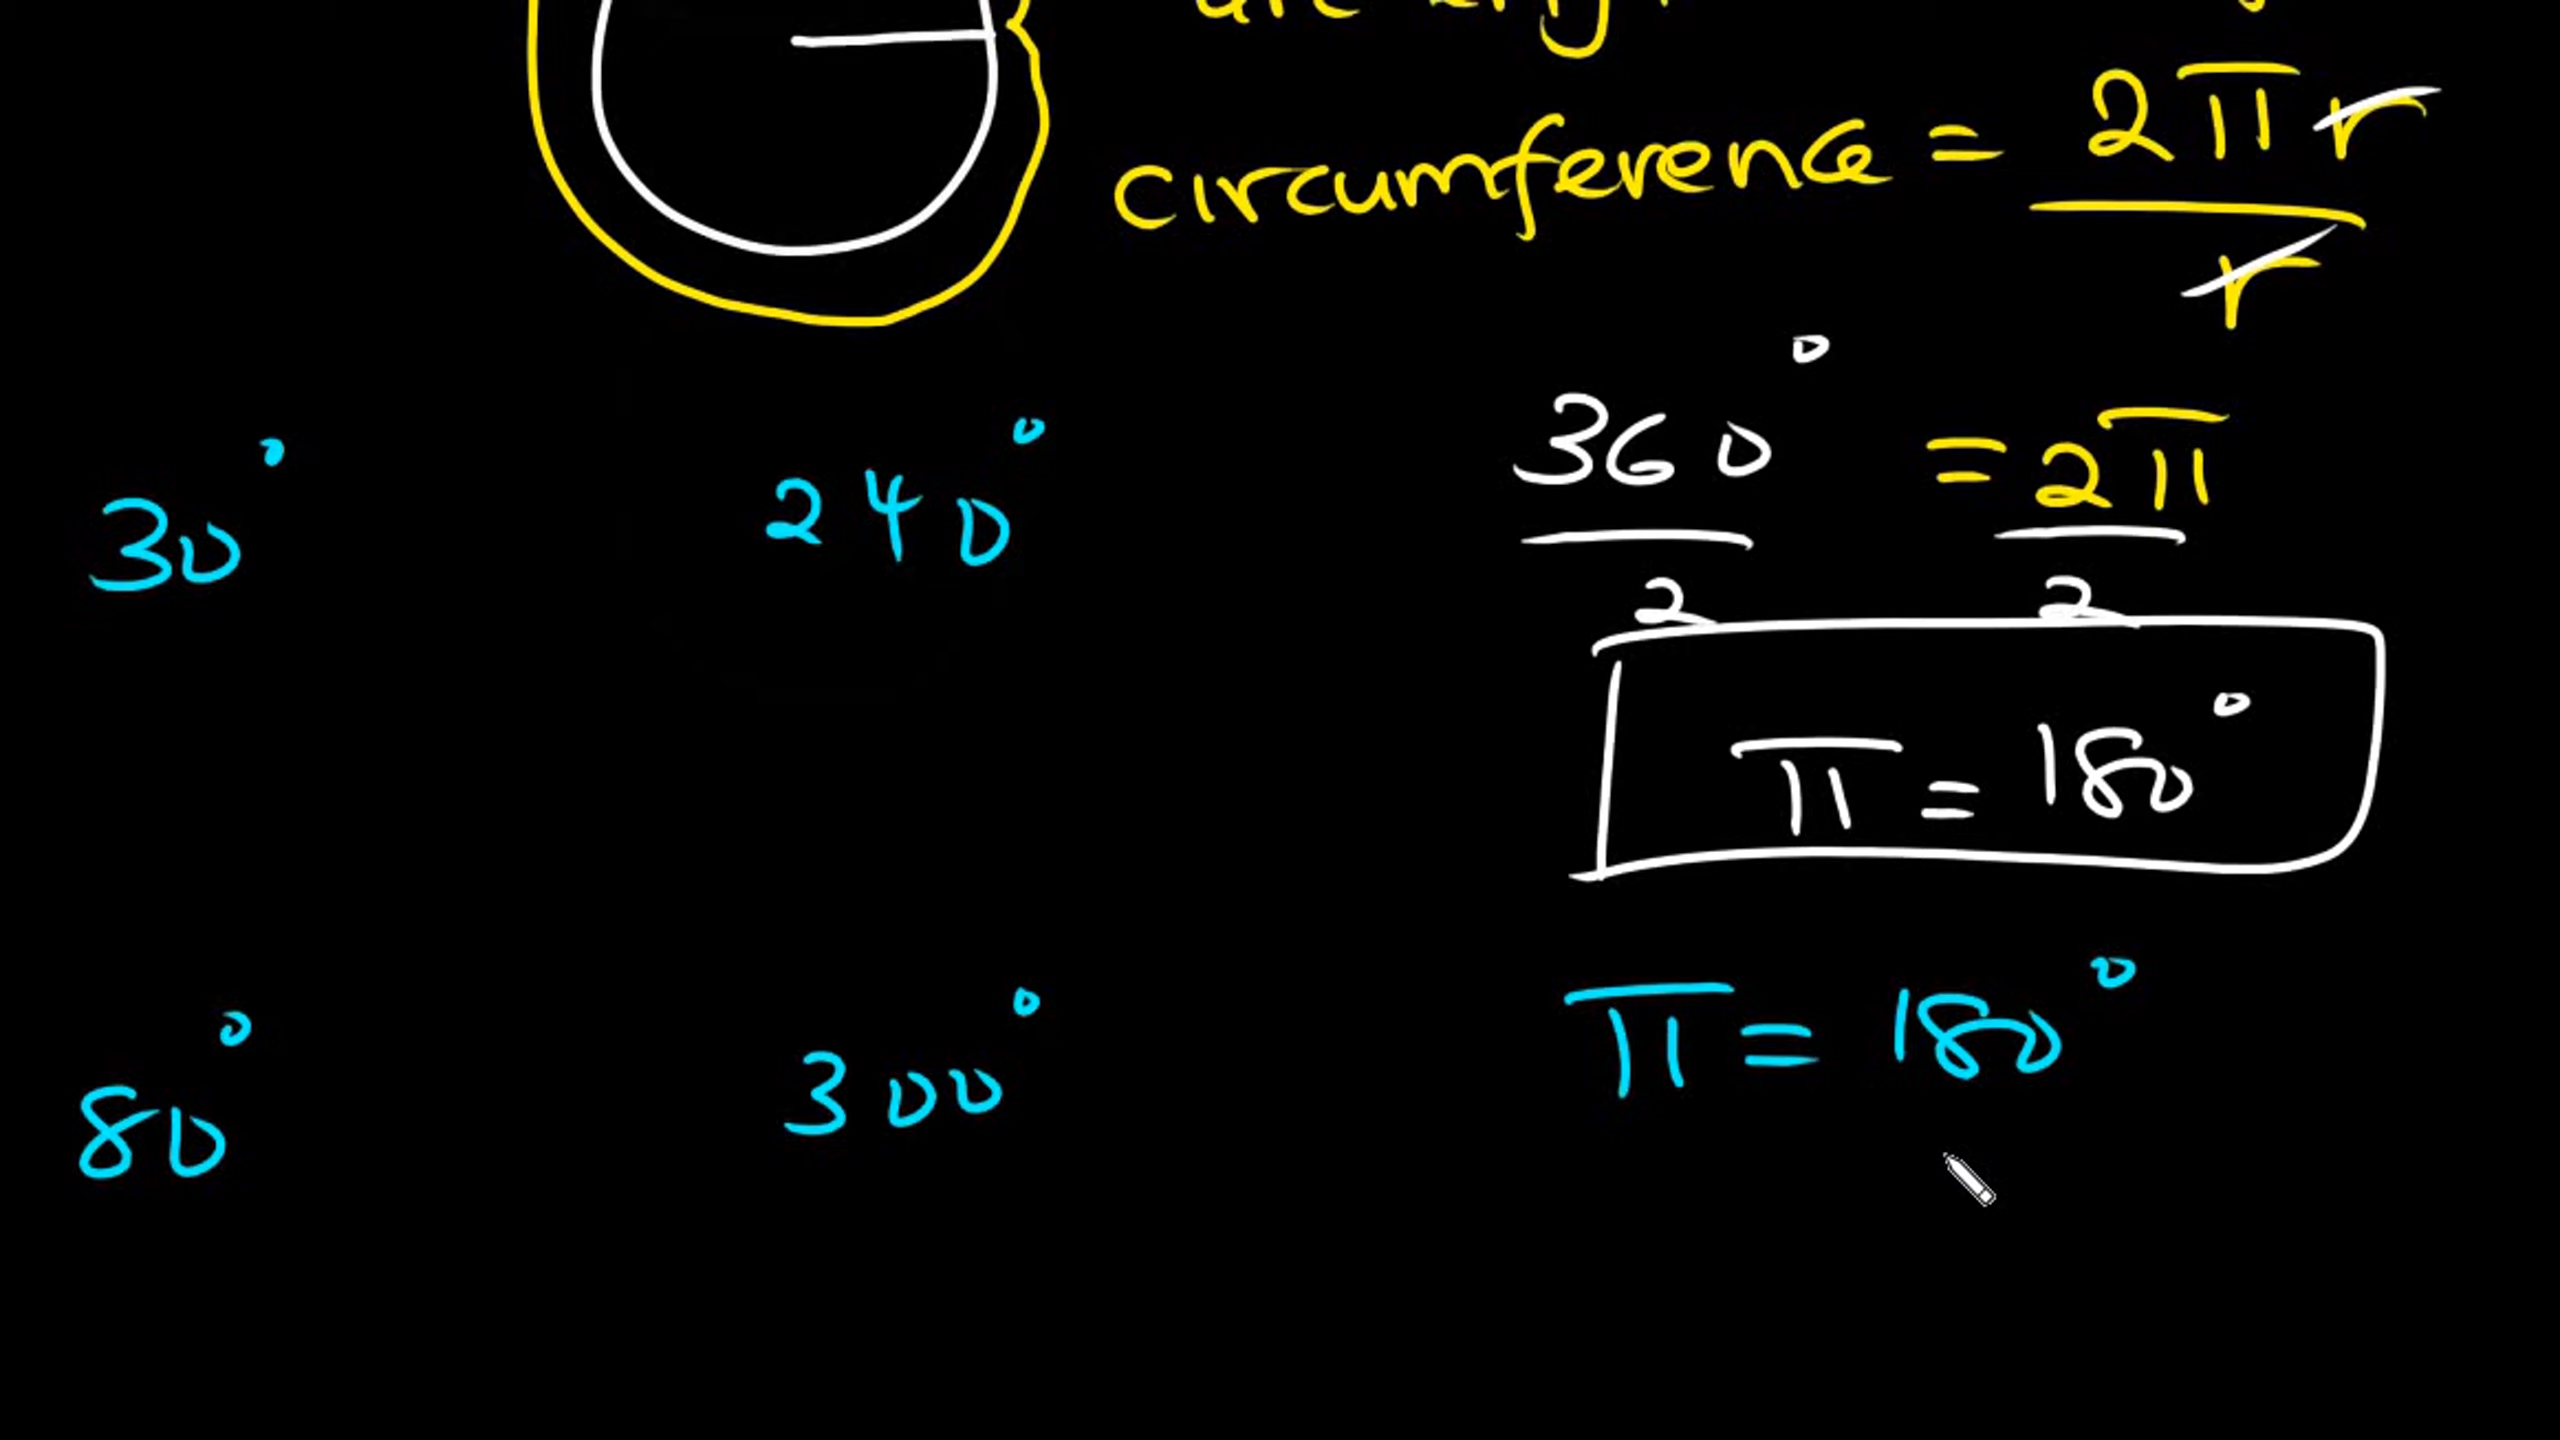 circumference = 2πr
r
360° = 2π
2 2
30° 240°
π = 180°
80° 300° π = 180°